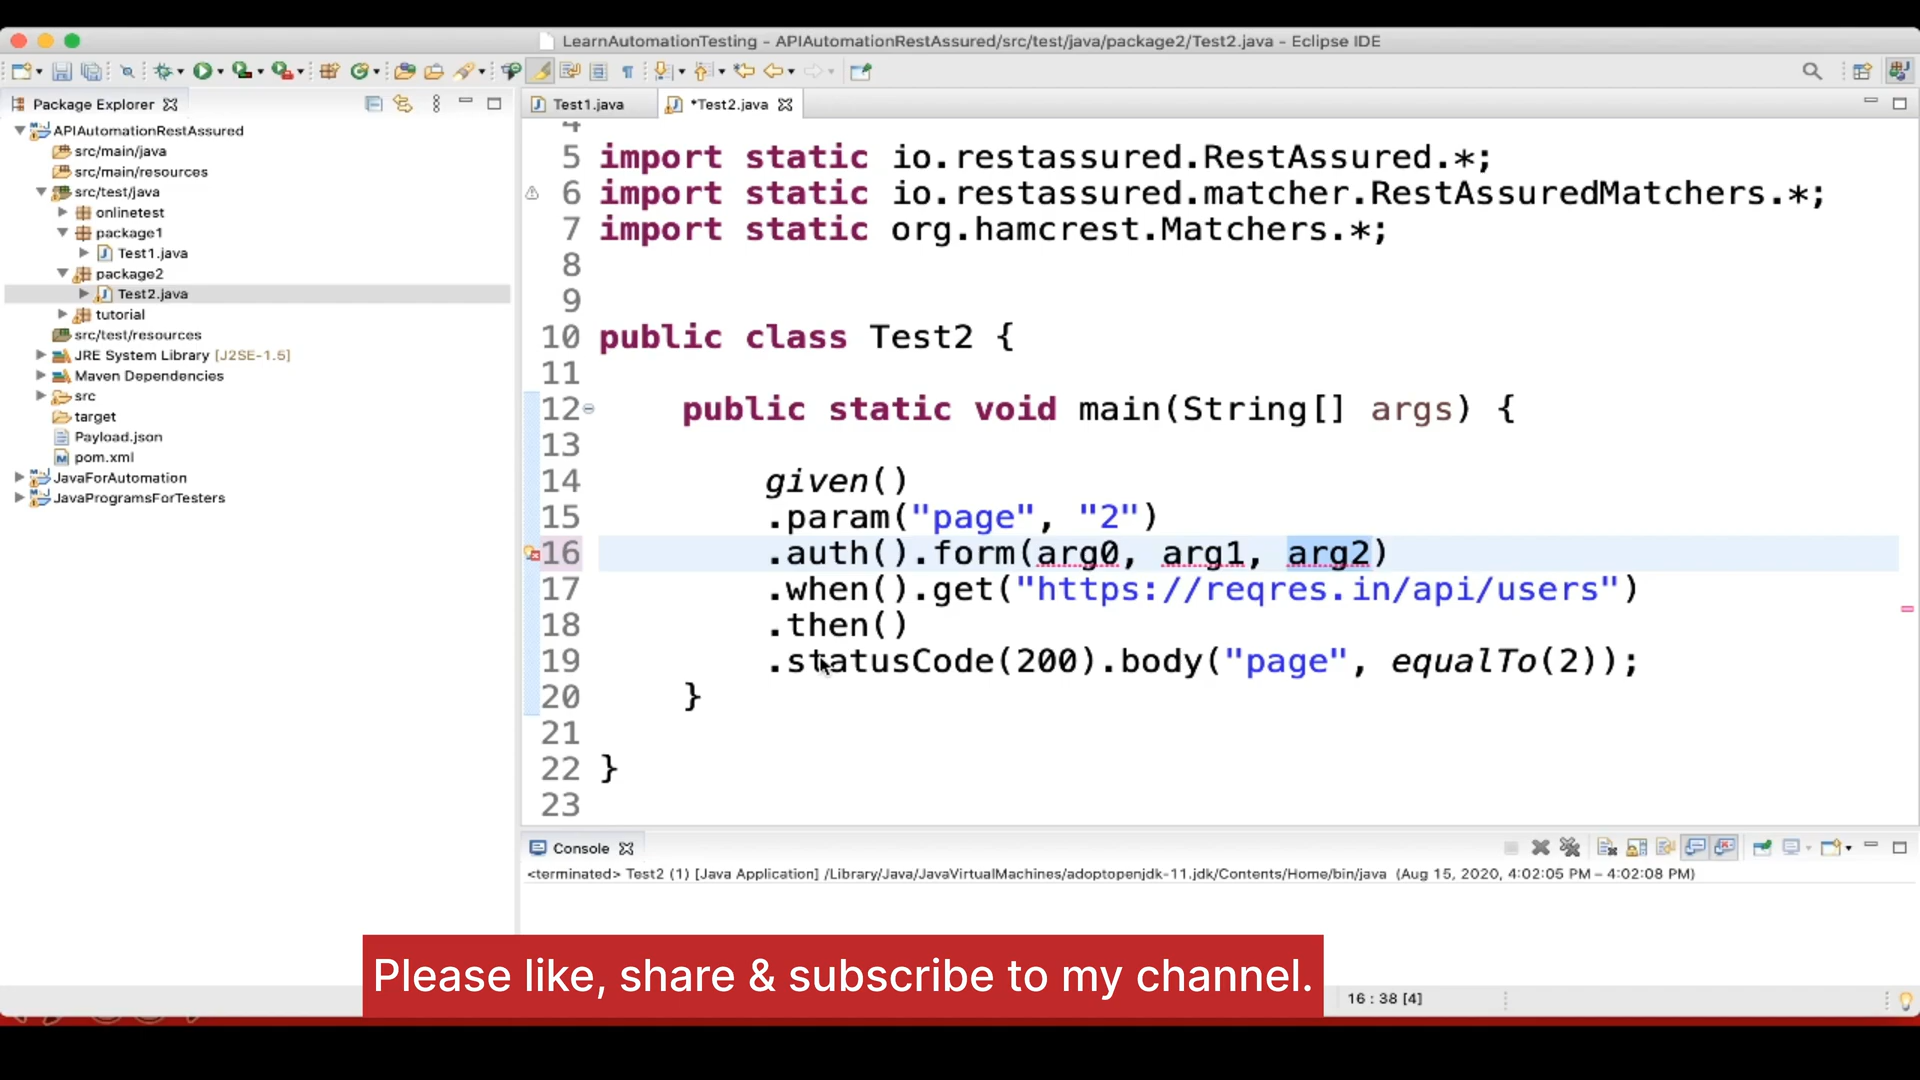 LearnAutomationTesting - APIAutomationRestAssured/src/test/java/package2/Test2.java - Eclipse IDE
Package Explorer
APIAutomationRestAssured
src/main/java
src/main/resources
src/test/java
onlinetest
package1
Test1.java
package2
Test2.java
tutorial
src/test/resources
JRE System Library [J2SE-1.5]
Maven Dependencies
src
target
Payload.json
pom.xml
JavaForAutomation
JavaProgramsForTesters
Test1.java
*Test2.java
4
5 import static io.restassured.RestAssured.*;
6 import static io.restassured.matcher.RestAssuredMatchers.*;
7 import static org.hamcrest.Matchers.*;
8
9
10 public class Test2 {
11
12 public static void main(String[] args) {
13
14 given()
15 .param("page", "2")
16 .auth().form(arg0, arg1, arg2)
17 .when().get("https://reqres.in/api/users")
18 .then()
19 .statusCode(200).body("page", equalTo(2));
20 }
21
22 }
23
Console
<terminated> Test2 (1) [Java Application] /Library/Java/JavaVirtualMachines/adoptopenjdk-11.jdk/Contents/Home/bin/java (Aug 15, 2020, 4:02:05 PM – 4:02:08 PM)
Please like, share & subscribe to my channel.
16 : 38 [4]